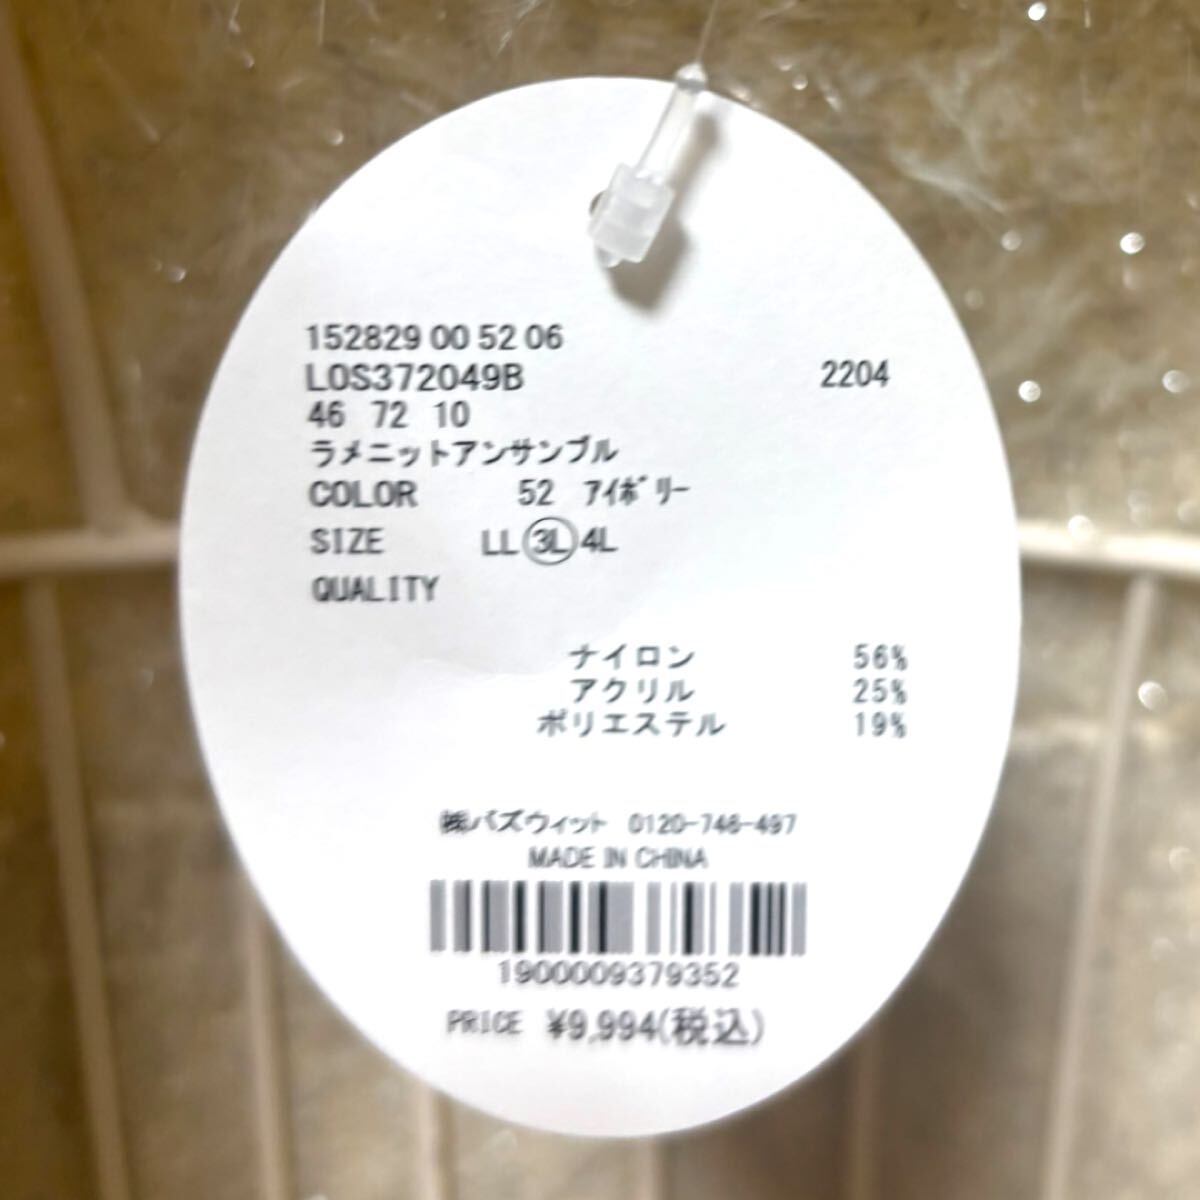 152829 00 52 06
LOS372049B 2204
46 72 10
ラメニットアンサンブル
COLOR 52 ｱｲﾎﾞﾘｰ
SIZE LL 3L 4L
QUALITY
ナイロン 56%
アクリル 25%
ポリエステル 19%
㈱バズウィット 0120-746-497
MADE IN CHINA
1900009379352
PRICE ¥9,994(税込)